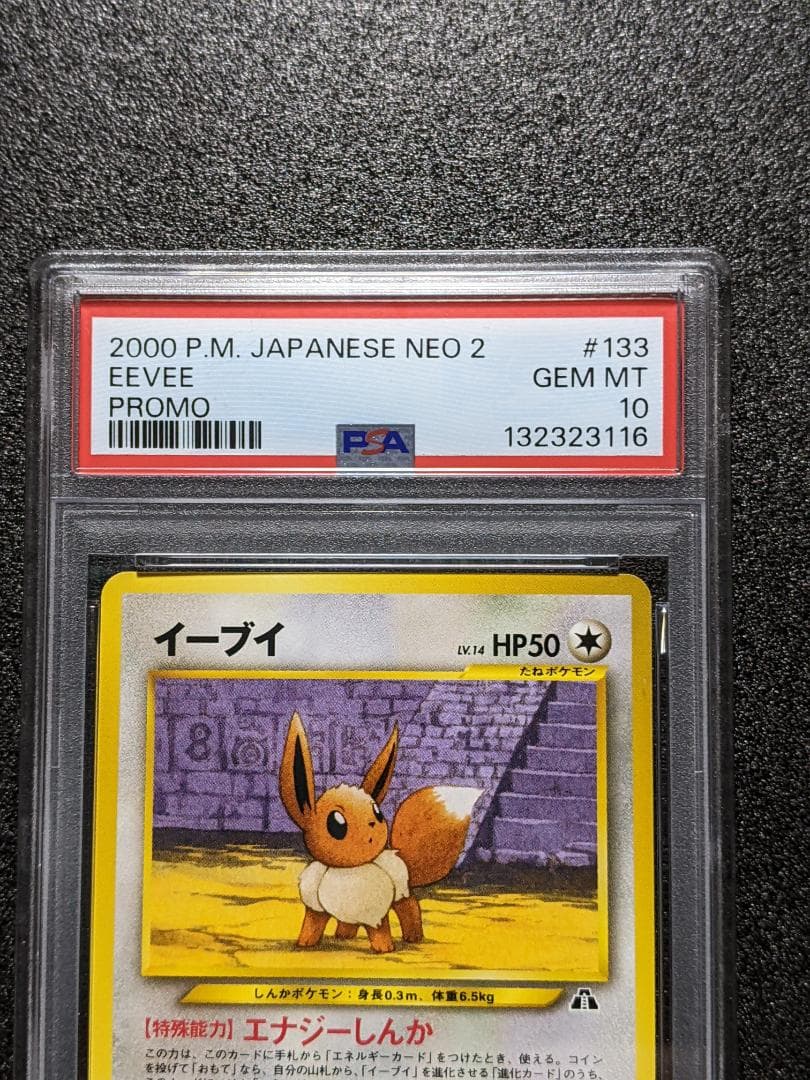 2000 P.M. JAPANESE NEO 2 #133
EEVEE GEM MT
PROMO 10
PSA 132323116
イーブイ LV.14 HP50
たねポケモン
しんかポケモン：身長0.3m、体重6.5kg
【特殊能力】エナジーしんか
この力は、このカードに手札から「エネルギーカード」をつけたとき、使える。コイン
を投げて「おもて」なら、自分の山札から、「イーブイ」を進化させる「進化カード」のうち、